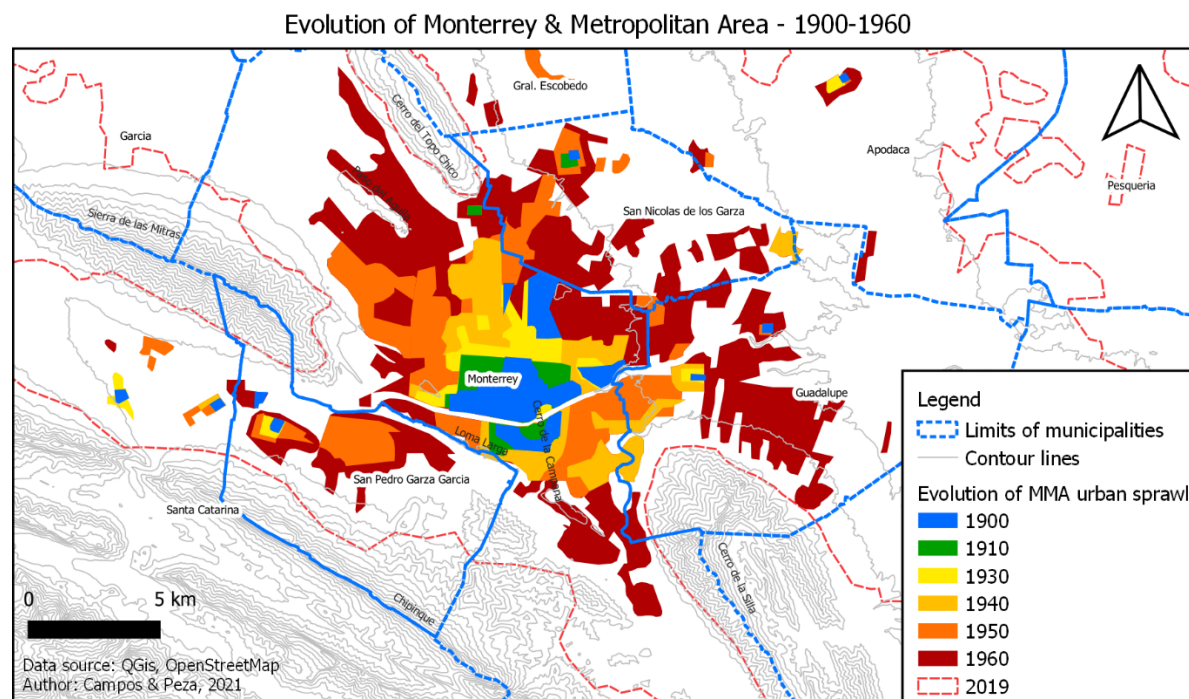 Evolution of Monterrey & Metropolitan Area - 1900-1960
Gral. Escobedo
Cerro del Topo Chico
Garcia
Apodaca
Pesqueria
Sierra de las Mitras
San Nicolas de los Garza
Monterrey
Guadalupe
Cerro de la Campana
Loma Larga
San Pedro Garza Garcia
Santa Catarina
Cerro de la Silla
Chipinque
0 5 km
Data source: QGis, OpenStreetMap
Author: Campos & Peza, 2021
Legend
Limits of municipalities
Contour lines
Evolution of MMA urban sprawl
1900
1910
1930
1940
1950
1960
2019